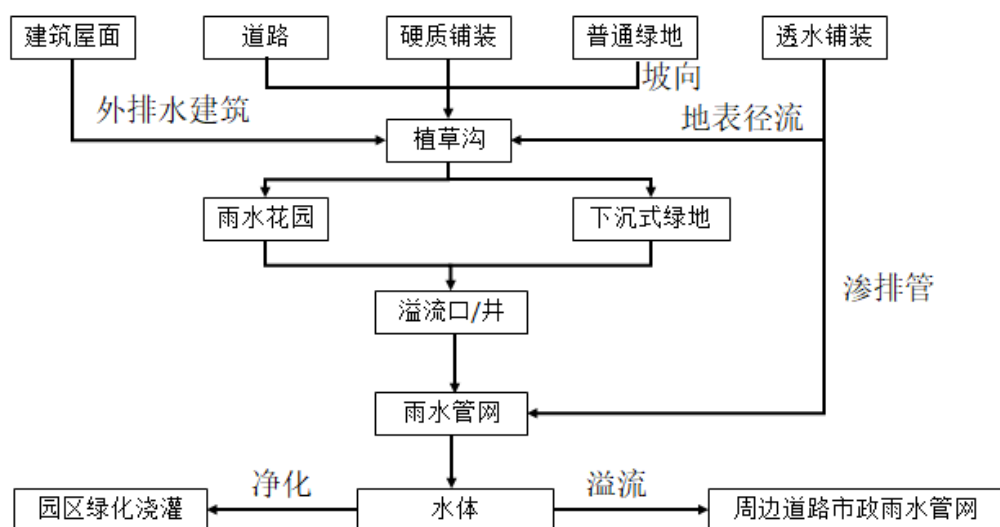 建筑屋面
道路
硬质铺装
普通绿地
透水铺装
坡向
外排水建筑
地表径流
植草沟
雨水花园
下沉式绿地
渗排管
溢流口/井
雨水管网
净化
溢流
园区绿化浇灌
水体
周边道路市政雨水管网